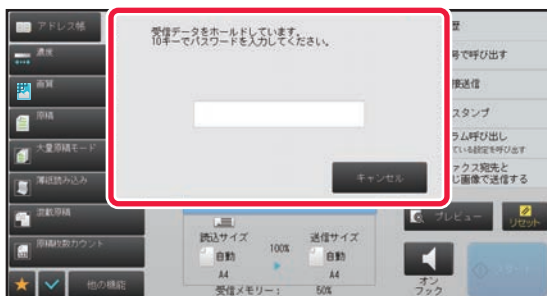 アドレス帳
濃度
画質
原稿
大量原稿モード
薄紙読み込み
混載原稿
原稿枚数カウント
他の機能
受信データをホールドしています。
10キーでパスワードを入力してください。
キャンセル
歴
号で呼び出す
接送信
スタンプ
ラム呼び出し
ている設定を呼び出す
ァックス宛先と
じ画像で送信する
プレビュー
リセット
読込サイズ
100%
送信サイズ
自動
自動
A4
A4
受信メモリー:
50%
オン
フック
スタート